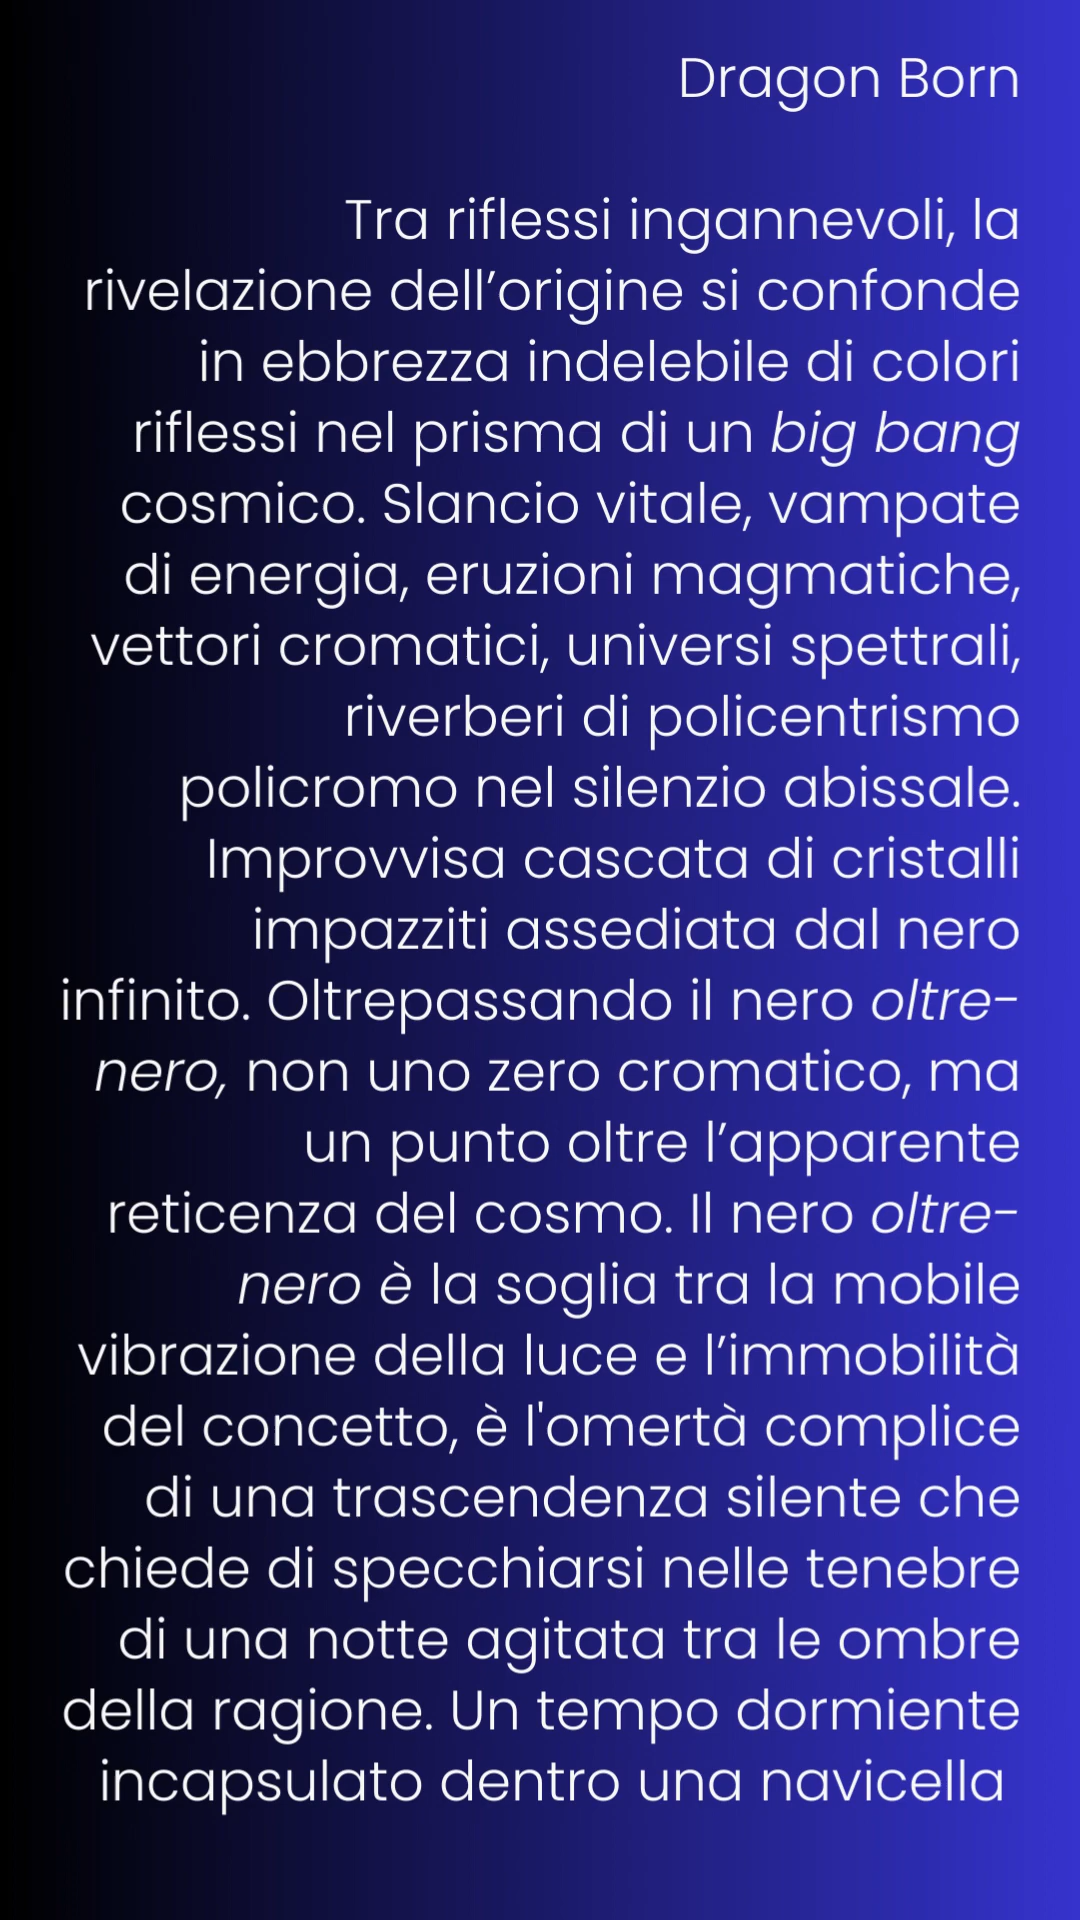 Dragon Born
Tra riflessi ingannevoli, la
rivelazione dell’origine si confonde
in ebbrezza indelebile di colori
riflessi nel prisma di un big bang
cosmico. Slancio vitale, vampate
di energia, eruzioni magmatiche,
vettori cromatici, universi spettrali,
riverberi di policentrismo
policromo nel silenzio abissale.
Improvvisa cascata di cristalli
impazziti assediata dal nero
infinito. Oltrepassando il nero oltre-
nero, non uno zero cromatico, ma
un punto oltre l’apparente
reticenza del cosmo. Il nero oltre-
nero è la soglia tra la mobile
vibrazione della luce e l’immobilità
del concetto, è l'omertà complice
di una trascendenza silente che
chiede di specchiarsi nelle tenebre
di una notte agitata tra le ombre
della ragione. Un tempo dormiente
incapsulato dentro una navicella